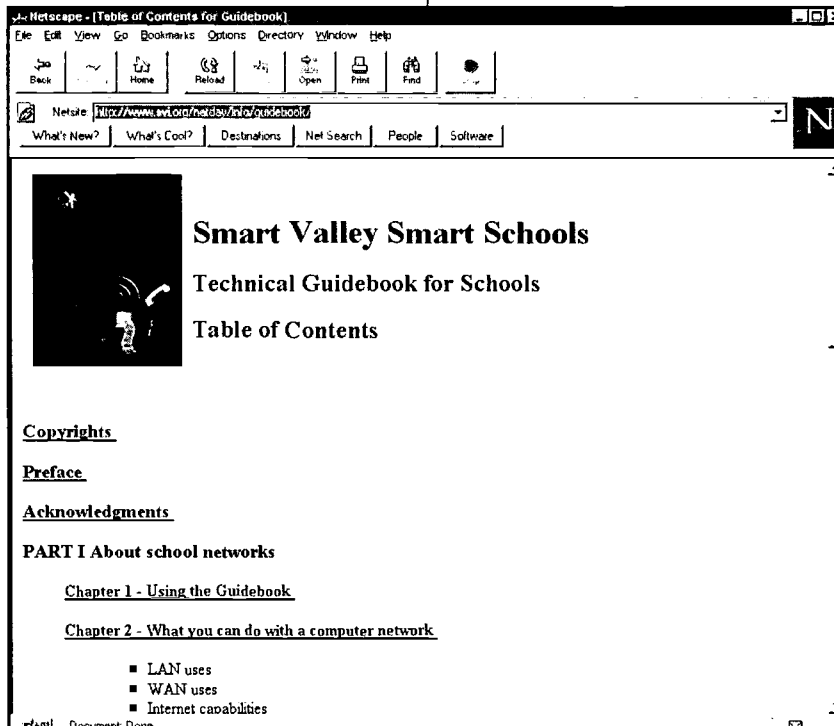 Netscape - [Table of Contents for Guidebook]
File Edit View Go Bookmarks Options Directory Window Help
Back Home Reload Open Print Find
Netsite: http://www.svi.org/netday/info/guidebook/
What's New? What's Cool? Destinations Net Search People Software
N
Smart Valley Smart Schools
Technical Guidebook for Schools
Table of Contents
Copyrights
Preface
Acknowledgments
PART I About school networks
Chapter 1 - Using the Guidebook
Chapter 2 - What you can do with a computer network
■ LAN uses
■ WAN uses
■ Internet capabilities
Document Done